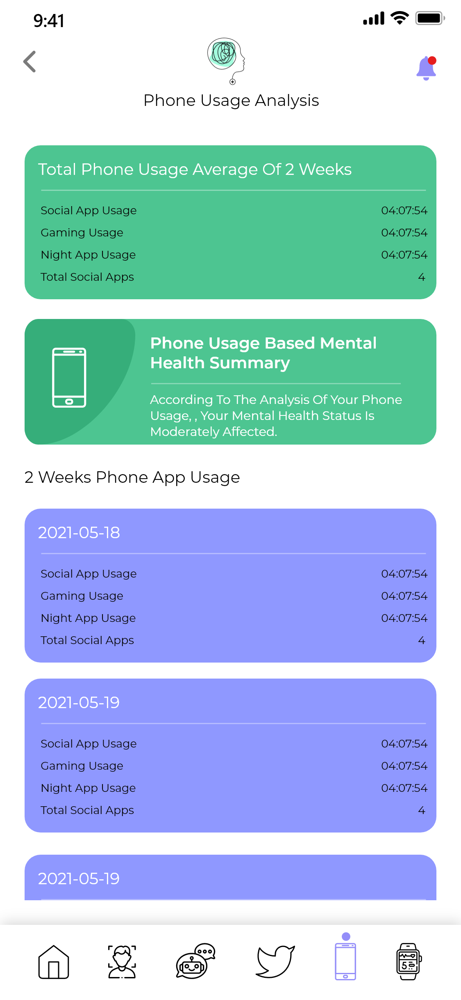 9:41
Phone Usage Analysis
Total Phone Usage Average Of 2 Weeks
Social App Usage 04:07:54
Gaming Usage 04:07:54
Night App Usage 04:07:54
Total Social Apps 4
Phone Usage Based Mental
Health Summary
According To The Analysis Of Your Phone
Usage, , Your Mental Health Status Is
Moderately Affected.
2 Weeks Phone App Usage
2021-05-18
Social App Usage 04:07:54
Gaming Usage 04:07:54
Night App Usage 04:07:54
Total Social Apps 4
2021-05-19
Social App Usage 04:07:54
Gaming Usage 04:07:54
Night App Usage 04:07:54
Total Social Apps 4
2021-05-19
5